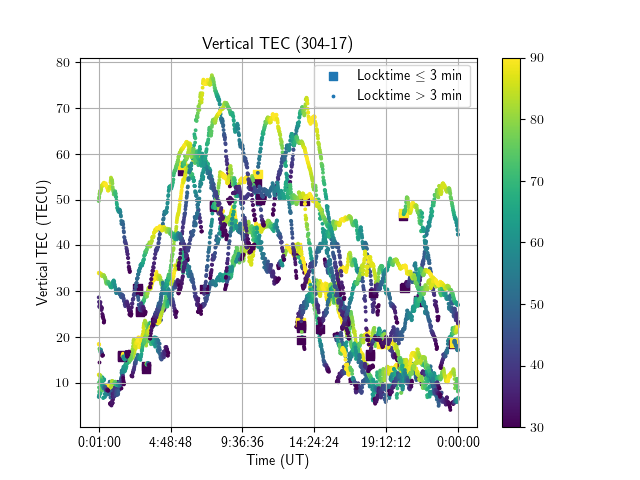 Vertical TEC (304-17)
Locktime ≤ 3 min
Locktime > 3 min
Vertical TEC (TECU)
80
70
60
50
40
30
20
10
0:01:00 4:48:48 9:36:36 14:24:24 19:12:12 0:00:00
Time (UT)
90
80
70
60
50
40
30